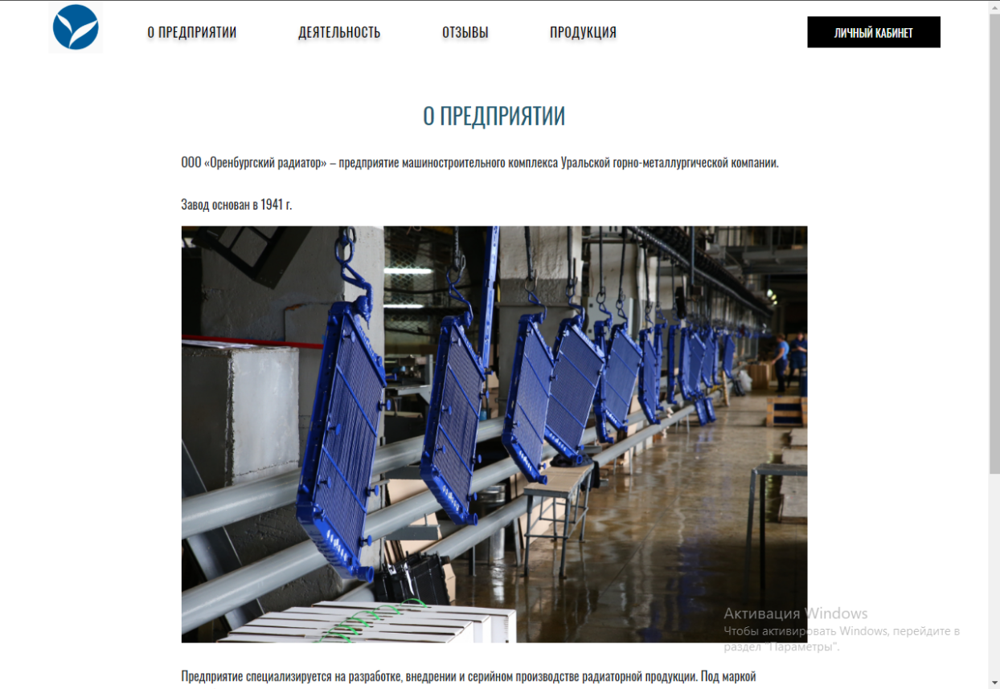 О ПРЕДПРИЯТИИ ДЕЯТЕЛЬНОСТЬ ОТЗЫВЫ ПРОДУКЦИЯ ЛИЧНЫЙ КАБИНЕТ
О ПРЕДПРИЯТИИ
ООО «Оренбургский радиатор» – предприятие машиностроительного комплекса Уральской горно-металлургической компании.
Завод основан в 1941 г.
Активация Windows
Чтобы активировать Windows, перейдите в
раздел "Параметры".
Предприятие специализируется на разработке, внедрении и серийном производстве радиаторной продукции. Под маркой